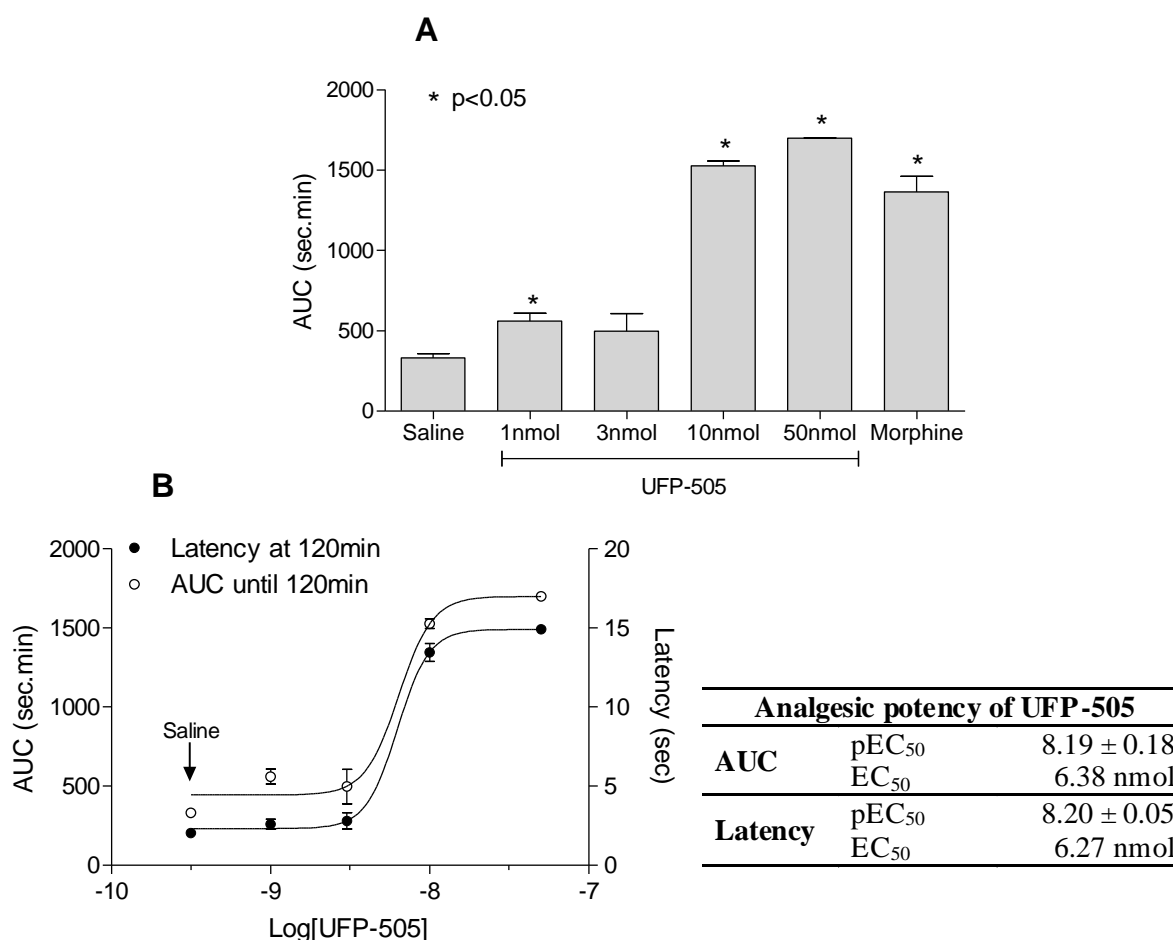 A
* p<0.05
AUC (sec.min)
2000
1500
1000
500
0
*
*
*
*
Saline 1nmol 3nmol 10nmol 50nmol Morphine
UFP-505
B
Latency at 120min
AUC until 120min
AUC (sec.min)
2000
1500
1000
500
0
Saline
20
15
10
5
0
Latency (sec)
-10 -9 -8 -7
Log[UFP-505]
Analgesic potency of UFP-505
AUC pEC₅₀ 8.19 ± 0.18
EC₅₀ 6.38 nmol
Latency pEC₅₀ 8.20 ± 0.05
EC₅₀ 6.27 nmol